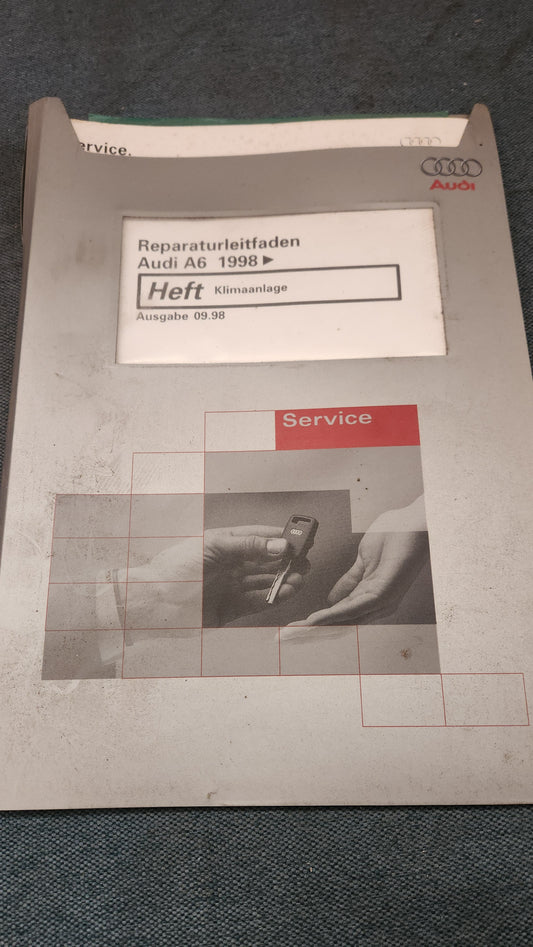 ervice.
Audi
Reparaturleitfaden
Audi A6 1998 ►
Heft Klimaanlage
Ausgabe 09.98
Service